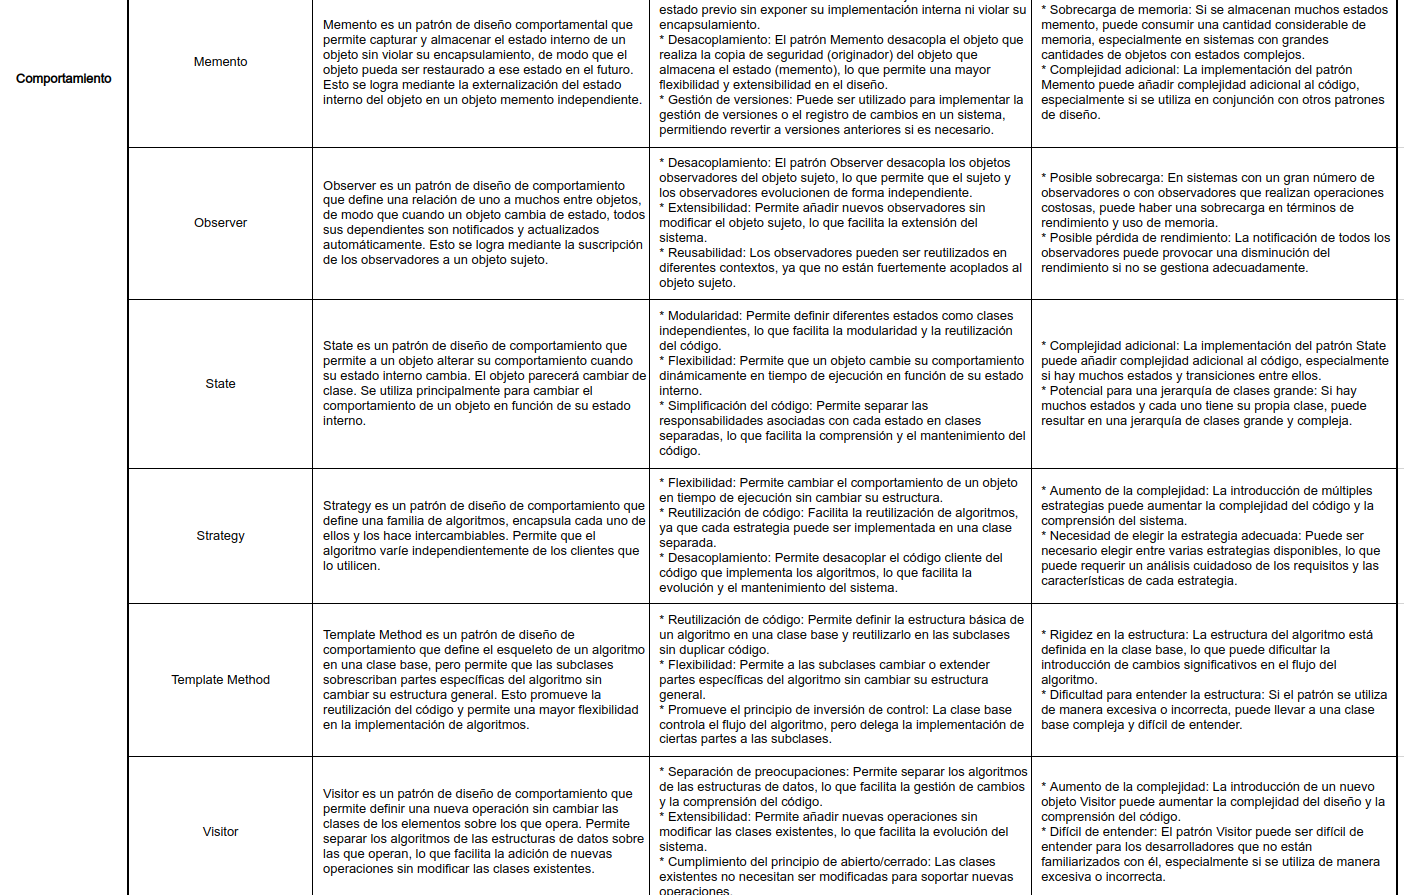 Comportamiento
Memento
Memento es un patrón de diseño comportamental que
permite capturar y almacenar el estado interno de un
objeto sin violar su encapsulamiento, de modo que el
objeto pueda ser restaurado a ese estado en el futuro.
Esto se logra mediante la externalización del estado
interno del objeto en un objeto memento independiente.
estado previo sin exponer su implementación interna ni violar su
encapsulamiento.
* Desacoplamiento: El patrón Memento desacopla el objeto que
realiza la copia de seguridad (originador) del objeto que
almacena el estado (memento), lo que permite una mayor
flexibilidad y extensibilidad en el diseño.
* Gestión de versiones: Puede ser utilizado para implementar la
gestión de versiones o el registro de cambios en un sistema,
permitiendo revertir a versiones anteriores si es necesario.
* Sobrecarga de memoria: Si se almacenan muchos estados
memento, puede consumir una cantidad considerable de
memoria, especialmente en sistemas con grandes
cantidades de objetos con estados complejos.
* Complejidad adicional: La implementación del patrón
Memento puede añadir complejidad adicional al código,
especialmente si se utiliza en conjunción con otros patrones
de diseño.
Observer
Observer es un patrón de diseño de comportamiento
que define una relación de uno a muchos entre objetos,
de modo que cuando un objeto cambia de estado, todos
sus dependientes son notificados y actualizados
automáticamente. Esto se logra mediante la suscripción
de los observadores a un objeto sujeto.
* Desacoplamiento: El patrón Observer desacopla los objetos
observadores del objeto sujeto, lo que permite que el sujeto y
los observadores evolucionen de forma independiente.
* Extensibilidad: Permite añadir nuevos observadores sin
modificar el objeto sujeto, lo que facilita la extensión del
sistema.
* Reusabilidad: Los observadores pueden ser reutilizados en
diferentes contextos, ya que no están fuertemente acoplados al
objeto sujeto.
* Posible sobrecarga: En sistemas con un gran número de
observadores o con observadores que realizan operaciones
costosas, puede haber una sobrecarga en términos de
rendimiento y uso de memoria.
* Posible pérdida de rendimiento: La notificación de todos los
observadores puede provocar una disminución del
rendimiento si no se gestiona adecuadamente.
State
State es un patrón de diseño de comportamiento que
permite a un objeto alterar su comportamiento cuando
su estado interno cambia. El objeto parecerá cambiar de
clase. Se utiliza principalmente para cambiar el
comportamiento de un objeto en función de su estado
interno.
* Modularidad: Permite definir diferentes estados como clases
independientes, lo que facilita la modularidad y la reutilización
del código.
* Flexibilidad: Permite que un objeto cambie su comportamiento
dinámicamente en tiempo de ejecución en función de su estado
interno.
* Simplificación del código: Permite separar las
responsabilidades asociadas con cada estado en clases
separadas, lo que facilita la comprensión y el mantenimiento del
código.
* Complejidad adicional: La implementación del patrón State
puede añadir complejidad adicional al código, especialmente
si hay muchos estados y transiciones entre ellos.
* Potencial para una jerarquía de clases grande: Si hay
muchos estados y cada uno tiene su propia clase, puede
resultar en una jerarquía de clases grande y compleja.
Strategy
Strategy es un patrón de diseño de comportamiento que
define una familia de algoritmos, encapsula cada uno de
ellos y los hace intercambiables. Permite que el
algoritmo varíe independientemente de los clientes que
lo utilicen.
* Flexibilidad: Permite cambiar el comportamiento de un objeto
en tiempo de ejecución sin cambiar su estructura.
* Reutilización de código: Facilita la reutilización de algoritmos,
ya que cada estrategia puede ser implementada en una clase
separada.
* Desacoplamiento: Permite desacoplar el código cliente del
código que implementa los algoritmos, lo que facilita la
evolución y el mantenimiento del sistema.
* Aumento de la complejidad: La introducción de múltiples
estrategias puede aumentar la complejidad del código y la
comprensión del sistema.
* Necesidad de elegir la estrategia adecuada: Puede ser
necesario elegir entre varias estrategias disponibles, lo que
puede requerir un análisis cuidadoso de los requisitos y las
características de cada estrategia.
Template Method
Template Method es un patrón de diseño de
comportamiento que define el esqueleto de un algoritmo
en una clase base, pero permite que las subclases
sobrescriban partes específicas del algoritmo sin
cambiar su estructura general. Esto promueve la
reutilización del código y permite una mayor flexibilidad
en la implementación de algoritmos.
* Reutilización de código: Permite definir la estructura básica de
un algoritmo en una clase base y reutilizarlo en las subclases
sin duplicar código.
* Flexibilidad: Permite a las subclases cambiar o extender
partes específicas del algoritmo sin cambiar su estructura
general.
* Promueve el principio de inversión de control: La clase base
controla el flujo del algoritmo, pero delega la implementación de
ciertas partes a las subclases.
* Rigidez en la estructura: La estructura del algoritmo está
definida en la clase base, lo que puede dificultar la
introducción de cambios significativos en el flujo del
algoritmo.
* Dificultad para entender la estructura: Si el patrón se utiliza
de manera excesiva o incorrecta, puede llevar a una clase
base compleja y difícil de entender.
Visitor
Visitor es un patrón de diseño de comportamiento que
permite definir una nueva operación sin cambiar las
clases de los elementos sobre los que opera. Permite
separar los algoritmos de las estructuras de datos sobre
las que operan, lo que facilita la adición de nuevas
operaciones sin modificar las clases existentes.
* Separación de preocupaciones: Permite separar los algoritmos
de las estructuras de datos, lo que facilita la gestión de cambios
y la comprensión del código.
* Extensibilidad: Permite añadir nuevas operaciones sin
modificar las clases existentes, lo que facilita la evolución del
sistema.
* Cumplimiento del principio de abierto/cerrado: Las clases
existentes no necesitan ser modificadas para soportar nuevas
operaciones.
* Aumento de la complejidad: La introducción de un nuevo
objeto Visitor puede aumentar la complejidad del diseño y la
comprensión del código.
* Difícil de entender: El patrón Visitor puede ser difícil de
entender para los desarrolladores que no están
familiarizados con él, especialmente si se utiliza de manera
excesiva o incorrecta.